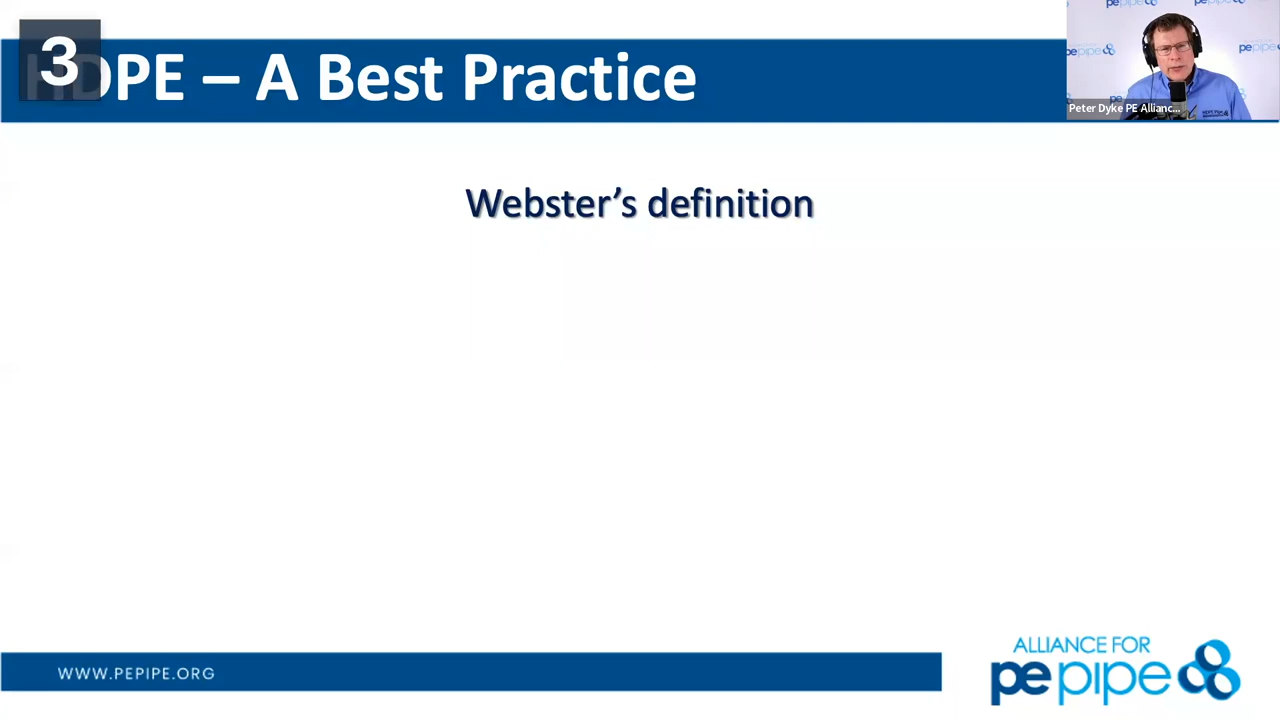 3
HDPE – A Best Practice
Peter Dyke PE Allianc...
Webster's definition
WWW.PEPIPE.ORG
ALLIANCE FOR
pepipe